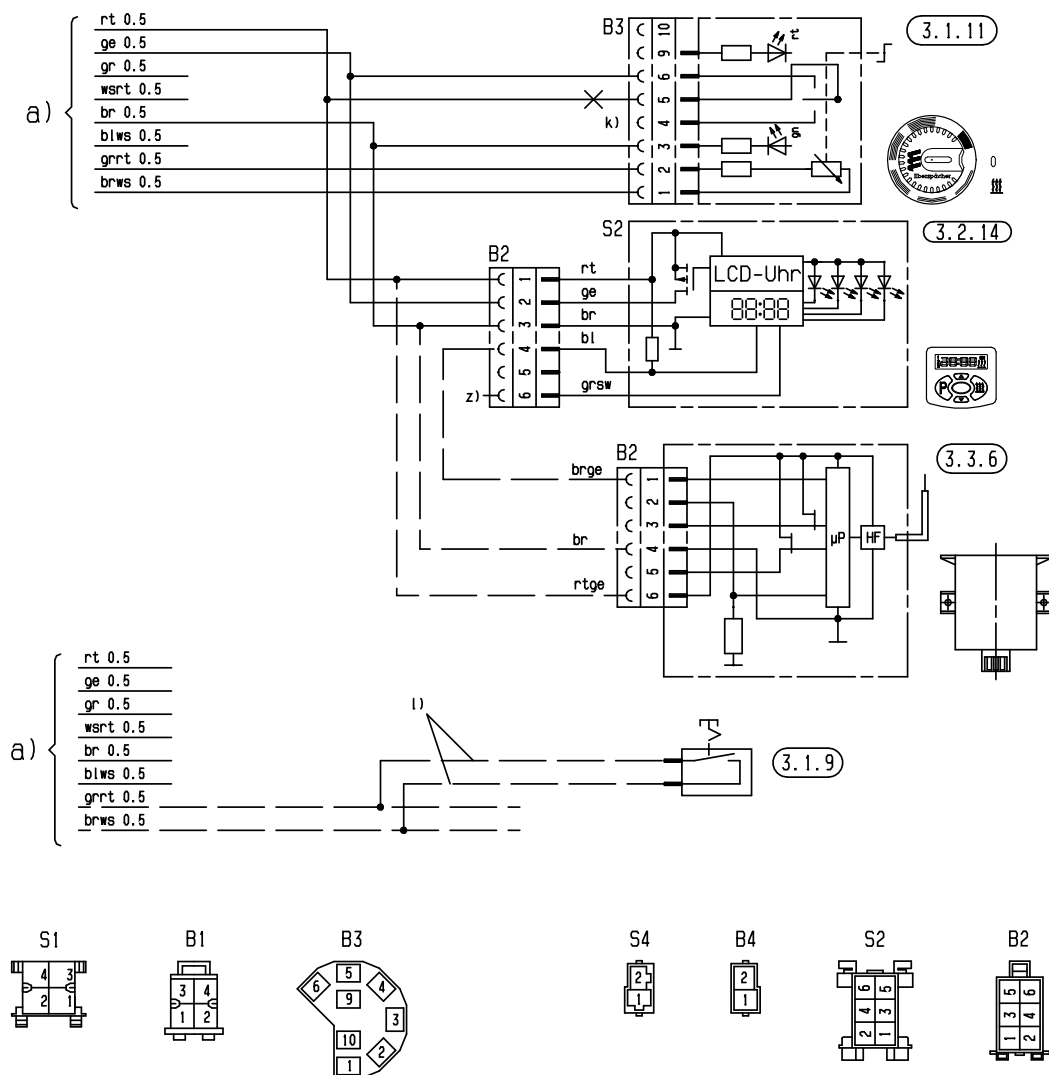 rt 0.5
ge 0.5
gr 0.5
wsrt 0.5
br 0.5
blws 0.5
grrt 0.5
brws 0.5
a)
B3
10
9
6
5
4
3
2
1
k)
rt
gn
3.1.11
Eberspächer
0
S2
3.2.14
B2
1
2
3
4
5
6
z)
rt
ge
br
bl
grsw
LCD-Uhr
88:88
88:88
P
B2
3.3.6
1
2
3
4
5
6
brge
br
rtge
µP
HF
rt 0.5
ge 0.5
gr 0.5
wsrt 0.5
br 0.5
blws 0.5
grrt 0.5
brws 0.5
a)
l)
3.1.9
S1
4 3
2 1
B1
3 4
1 2
B3
6 5 4
9
3
10
2
1
S4
2
1
B4
2
1
S2
6 5
4 3
2 1
B2
5 6
3 4
1 2